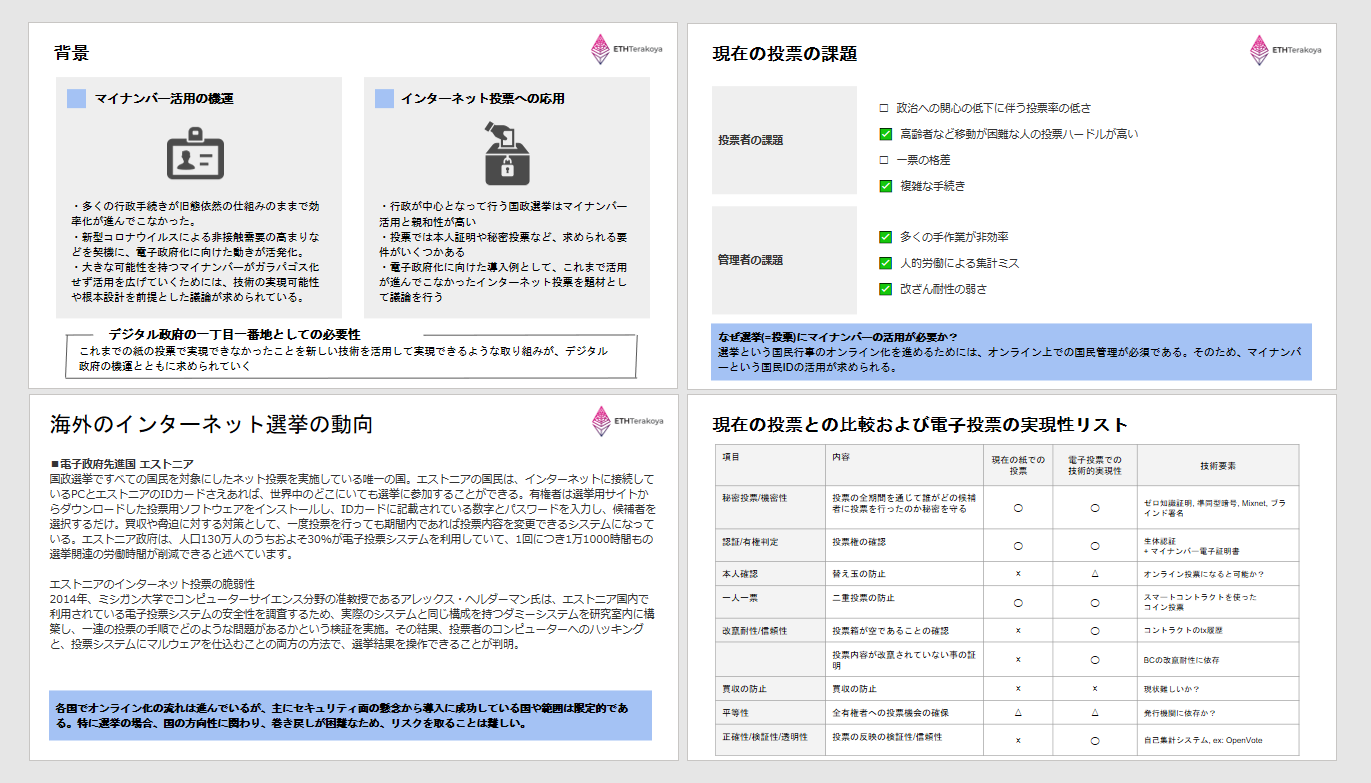 背景
ETHTerakoya
マイナンバー活用の機運
・多くの行政手続きが旧態依然の仕組みのままで効
率化が進んでこなかった。
・新型コロナウイルスによる非接触需要の高まりな
どを契機に、電子政府化に向けた動きが活発化。
・大きな可能性を持つマイナンバーがガラパゴス化
せず活用を広げていくためには、技術の実現可能性
や根本設計を前提とした議論が求められている。
インターネット投票への応用
・行政が中心となって行う国政選挙はマイナンバー
活用と親和性が高い
・投票では本人証明や秘密投票など、求められる要
件がいくつかある
・電子政府化に向けた導入例として、これまで活用
が進んでこなかったインターネット投票を題材とし
て議論を行う
デジタル政府の一丁目一番地としての必要性
これまでの紙の投票で実現できなかったことを新しい技術を活用して実現できるような取り組みが、デジタル
政府の機運とともに求められていく
現在の投票の課題
ETHTerakoya
投票者の課題
政治への関心の低下に伴う投票率の低さ
高齢者など移動が困難な人の投票ハードルが高い
一票の格差
複雑な手続き
管理者の課題
多くの手作業が非効率
人的労働による集計ミス
改ざん耐性の弱さ
なぜ選挙(=投票)にマイナンバーの活用が必要か？
選挙という国民行事のオンライン化を進めるためには、オンライン上での国民管理が必須である。そのため、マイナンバ
ーという国民IDの活用が求められる。
海外のインターネット選挙の動向
ETHTerakoya
■電子政府先進国 エストニア
国政選挙ですべての国民を対象にしたネット投票を実施している唯一の国。エストニアの国民は、インターネットに接続して
いるPCとエストニアのIDカードさえあれば、世界中のどこにいても選挙に参加することができる。有権者は選挙用サイトか
らダウンロードした投票用ソフトウェアをインストールし、IDカードに記載されている数字とパスワードを入力し、候補者を
選択するだけ。買収や脅迫に対する対策として、一度投票を行っても期間内であれば投票内容を変更できるシステムになって
いる。エストニア政府は、人口130万人のうちおよそ30%が電子投票システムを利用していて、1回につき1万1000時間もの
選挙関連の労働時間が削減できると述べています。
エストニアのインターネット投票の脆弱性
2014年、ミシガン大学でコンピューターサイエンス分野の准教授であるアレックス・ヘルダーマン氏は、エストニア国内で
利用されている電子投票システムの安全性を調査するため、実際のシステムと同じ構成を持つダミーシステムを研究室内に構
築し、一連の投票の手順でどのような問題があるかという検証を実施。その結果、投票者のコンピューターへのハッキング
と、投票システムにマルウェアを仕込むことの両方の方法で、選挙結果を操作できることが判明。
各国でオンライン化の流れは進んでいるが、主にセキュリティ面の懸念から導入に成功している国や範囲は限定的であ
る。特に選挙の場合、国の方向性に関わり、巻き戻しが困難なため、リスクを取ることは難しい。
現在の投票との比較および電子投票の実現性リスト
項目 内容 現在の紙での 電子投票での 技術要素
投票 技術的実現性
秘密投票/機密性 投票の全期間を通じて誰がどの候補 ○ ○ ゼロ知識証明, 準同型暗号, Mixnet, ブラ
者に投票を行ったのか秘密を守る インド署名
認証/有権判定 投票権の確認 ○ ○ 生体認証
+ マイナンバー電子証明書
本人確認 替え玉の防止 × △ オンライン投票になると可能か？
一人一票 二重投票の防止 ○ ○ スマートコントラクトを使った
コイン投票
改竄耐性/信頼性 投票箱が空であることの確認 × ○ コントラクトのtx履歴
投票内容が改竄されていない事の証 × ○ BCの改竄耐性に依存
明
買収の防止 買収の防止 × × 現状難しいか？
平等性 全有権者への投票機会の確保 △ △ 発行機関に依存か？
正確性/検証性/透明性 投票の反映の検証性/信頼性 × ○ 自己集計システム, ex: OpenVote